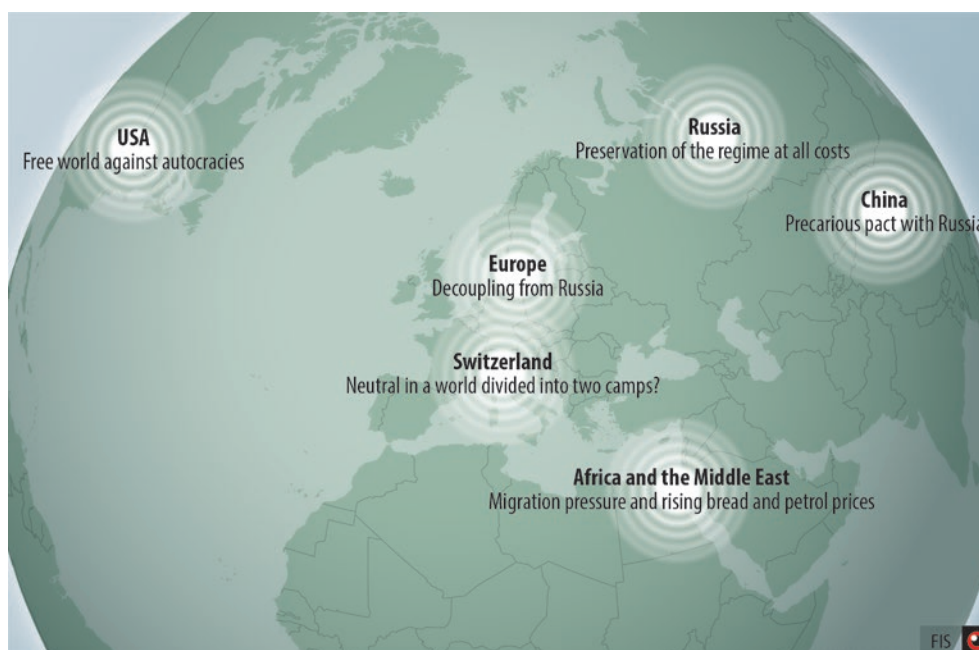 USA
Free world against autocracies
Russia
Preservation of the regime at all costs
China
Precarious pact with Russia
Europe
Decoupling from Russia
Switzerland
Neutral in a world divided into two camps?
Africa and the Middle East
Migration pressure and rising bread and petrol prices
FIS